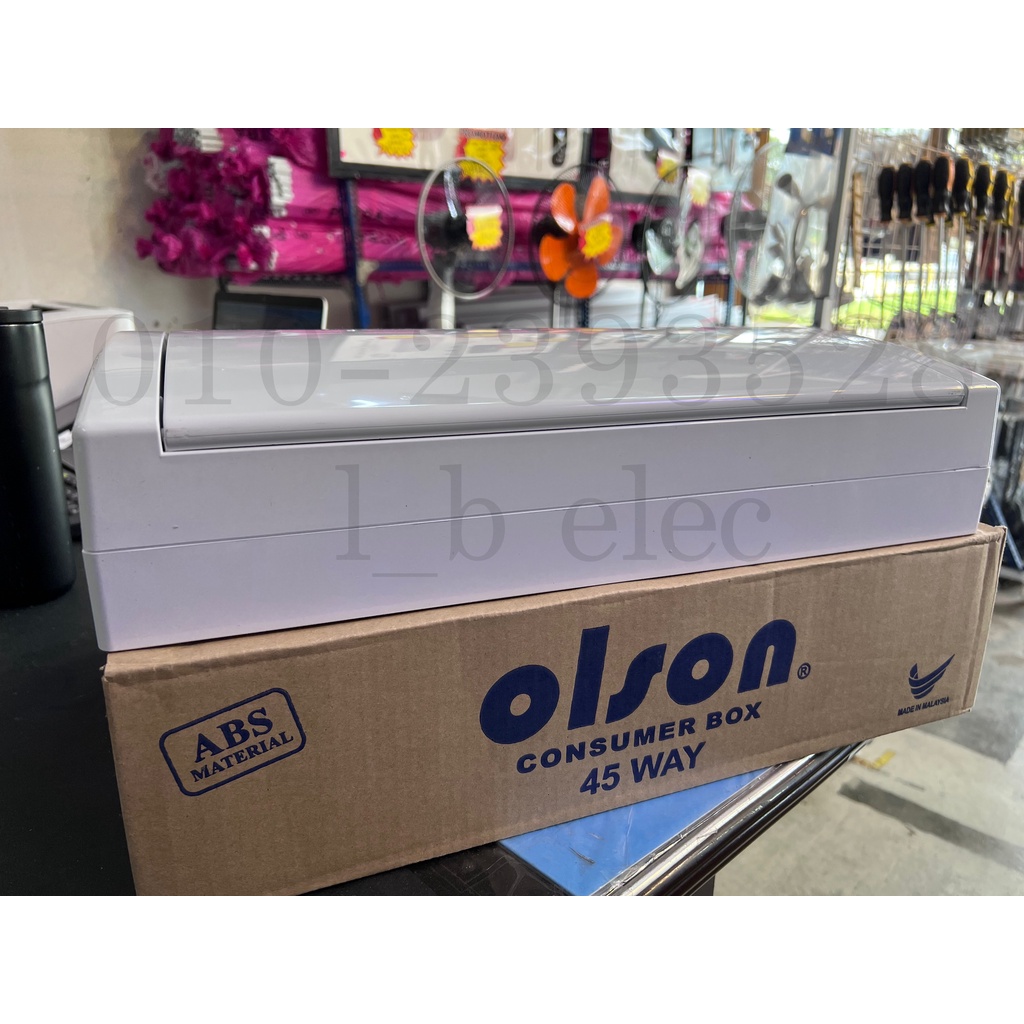 010-2393528
l_b elec
olson®
CONSUMER BOX
45 WAY
ABS
MATERIAL
MADE IN MALAYSIA